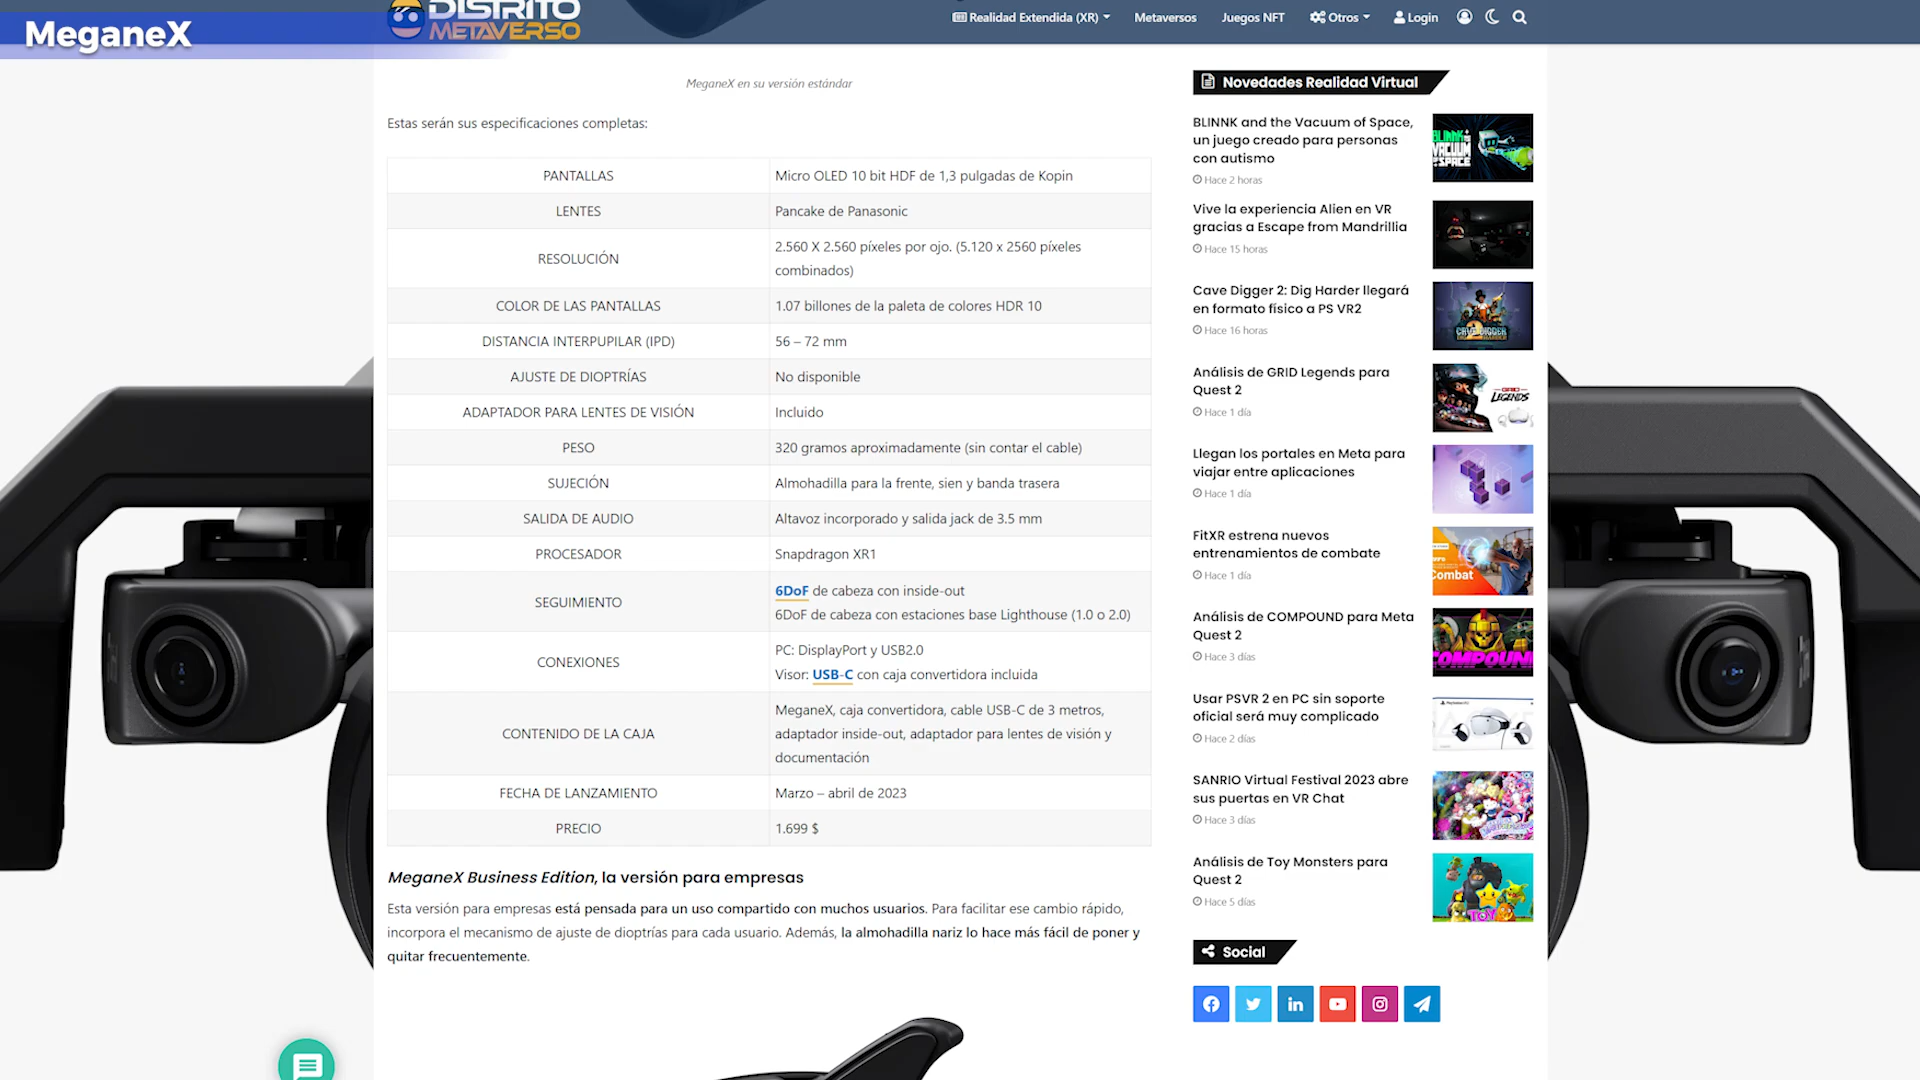 MeganeX
DISTRITO
METAVERSO
Realidad Extendida (XR)
Metaversos
Juegos NFT
Otros
Login
MeganeX en su versión estándar
Estas serán sus especificaciones completas:
PANTALLAS
Micro OLED 10 bit HDF de 1,3 pulgadas de Kopin
LENTES
Pancake de Panasonic
RESOLUCIÓN
2.560 X 2.560 píxeles por ojo. (5.120 x 2560 píxeles
combinados)
COLOR DE LAS PANTALLAS
1.07 billones de la paleta de colores HDR 10
DISTANCIA INTERPUPILAR (IPD)
56 – 72 mm
AJUSTE DE DIOPTRÍAS
No disponible
ADAPTADOR PARA LENTES DE VISIÓN
Incluido
PESO
320 gramos aproximadamente (sin contar el cable)
SUJECIÓN
Almohadilla para la frente, sien y banda trasera
SALIDA DE AUDIO
Altavoz incorporado y salida jack de 3.5 mm
PROCESADOR
Snapdragon XR1
SEGUIMIENTO
6DoF de cabeza con inside-out
6DoF de cabeza con estaciones base Lighthouse (1.0 o 2.0)
CONEXIONES
PC: DisplayPort y USB2.0
Visor: USB-C con caja convertidora incluida
CONTENIDO DE LA CAJA
MeganeX, caja convertidora, cable USB-C de 3 metros,
adaptador inside-out, adaptador para lentes de visión y
documentación
FECHA DE LANZAMIENTO
Marzo – abril de 2023
PRECIO
1.699 $
MeganeX Business Edition, la versión para empresas
Esta versión para empresas está pensada para un uso compartido con muchos usuarios. Para facilitar ese cambio rápido,
incorpora el mecanismo de ajuste de dioptrías para cada usuario. Además, la almohadilla nariz lo hace más fácil de poner y
quitar frecuentemente.
Novedades Realidad Virtual
BLINNK and the Vacuum of Space,
un juego creado para personas
con autismo
Hace 2 horas
BLINNK
VACUUM
SPACE
Vive la experiencia Alien en VR
gracias a Escape from Mandrillia
Hace 15 horas
Cave Digger 2: Dig Harder llegará
en formato físico a PS VR2
Hace 16 horas
CAVE DIGGER
2
Análisis de GRID Legends para
Quest 2
Hace 1 día
LEGENDS
Llegan los portales en Meta para
viajar entre aplicaciones
Hace 1 día
FitXR estrena nuevos
entrenamientos de combate
Hace 1 día
Combat
Análisis de COMPOUND para Meta
Quest 2
Hace 3 días
COMPOUND
Usar PSVR 2 en PC sin soporte
oficial será muy complicado
Hace 2 días
SANRIO Virtual Festival 2023 abre
sus puertas en VR Chat
Hace 3 días
Análisis de Toy Monsters para
Quest 2
Hace 5 días
TOY
Social